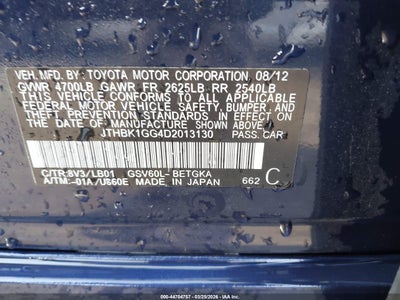 VEH. MFD. BY: TOYOTA MOTOR CORPORATION 08/12
GVWR 4700LB GAWR FR 2625LB RR 2540LB
THIS VEHICLE CONFORMS TO ALL APPLICABLE
FEDERAL MOTOR VEHICLE SAFETY, BUMPER, AND
THEFT PREVENTION STANDARDS IN EFFECT ON THE
DATE OF MANUFACTURE SHOWN ABOVE.
JTHBK1GG4D2013130 PASS. CAR
C/TR:8V3/LB01 GSV60L-BETGKA
A/TM:-01A/U660E MADE IN JAPAN 662 C
000-44704757 - 03/29/2026 - © IAA Holdings, LLC